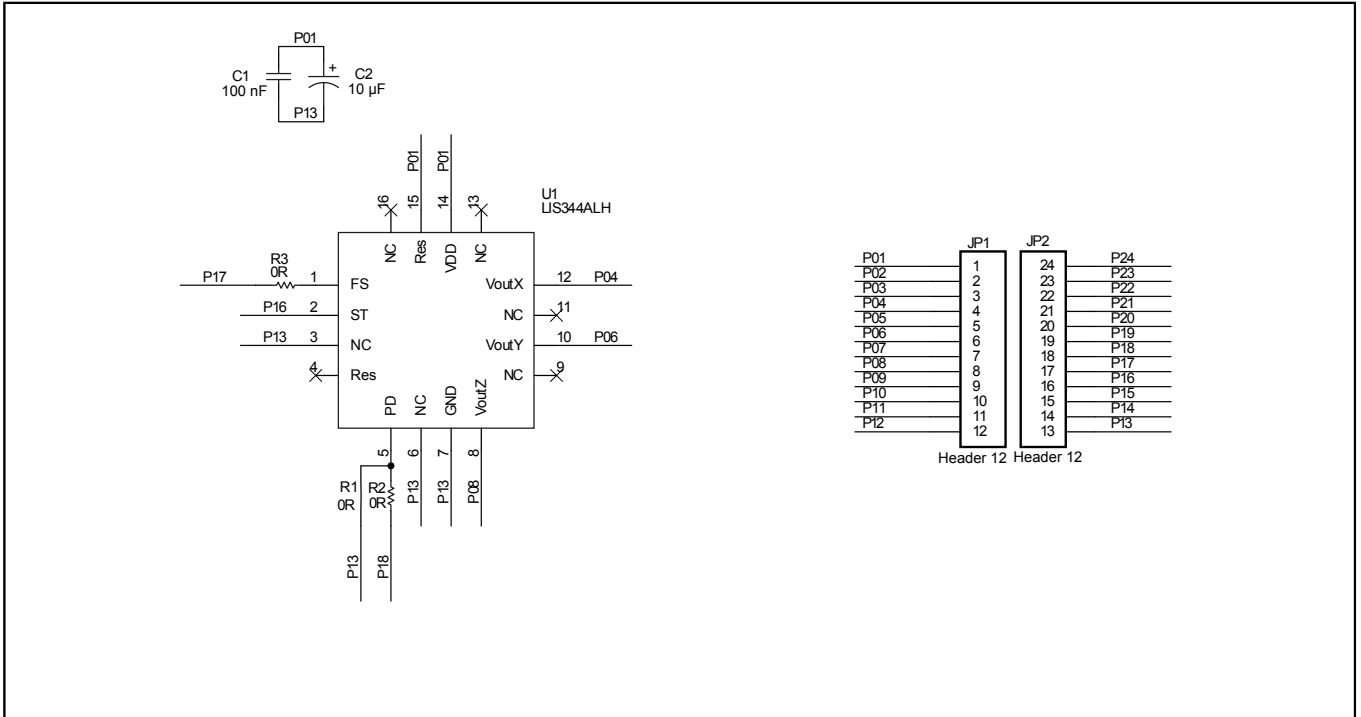 P01
C1
100 nF
+
C2
10 µF
P13
P01
P01
16
15
14
13
U1
LIS344ALH
NC
Res
VDD
NC
P17
R3
0R
1
FS
VoutX
12
P04
P16
2
ST
NC
11
P13
3
NC
VoutY
10
P06
4
Res
NC
9
PD
NC
GND
VoutZ
5
6
7
8
R1
0R
R2
0R
P13
P13
P08
P13
P18
JP1
JP2
P01
1
24
P24
P02
2
23
P23
P03
3
22
P22
P04
4
21
P21
P05
5
20
P20
P06
6
19
P19
P07
7
18
P18
P08
8
17
P17
P09
9
16
P16
P10
10
15
P15
P11
11
14
P14
P12
12
13
P13
Header 12
Header 12